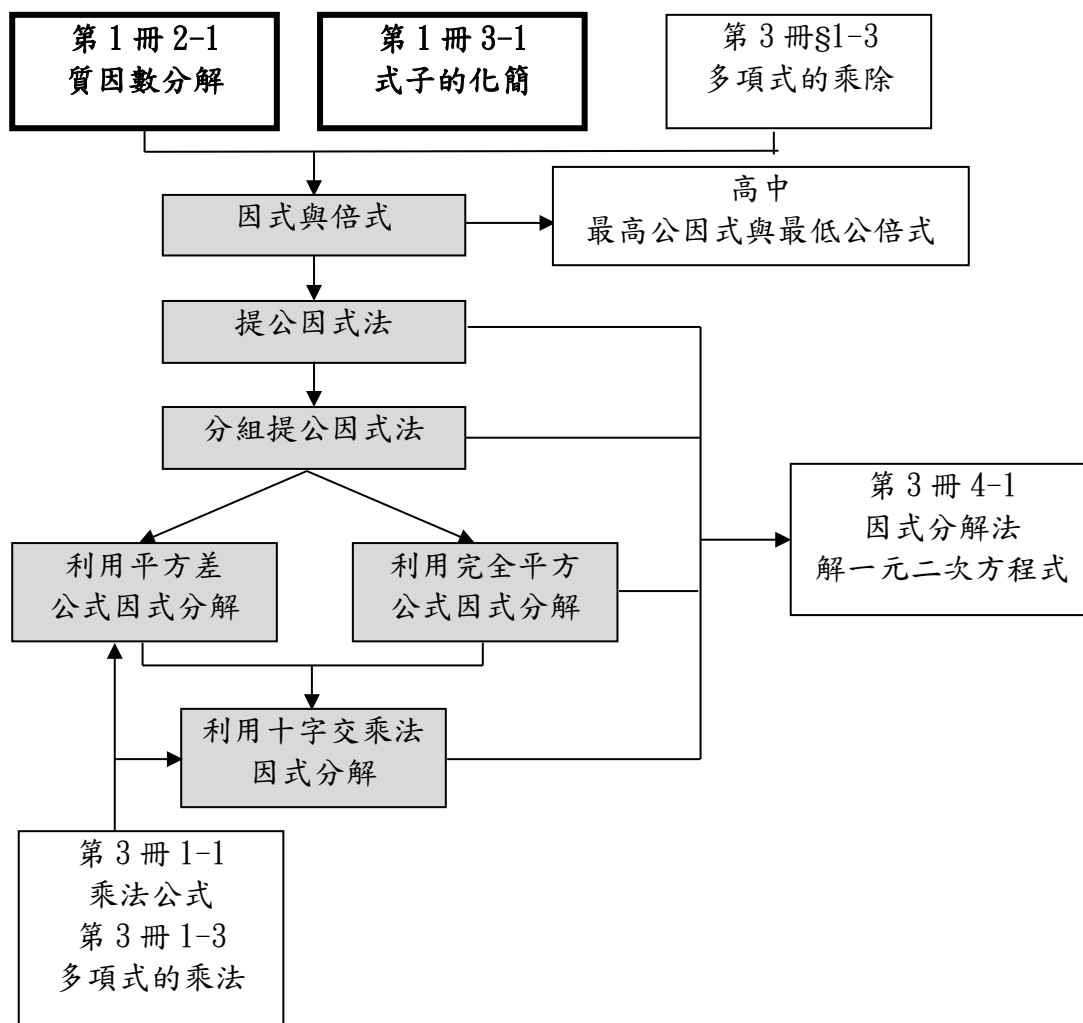 第 1 冊 2-1
質因數分解
第 1 冊 3-1
式子的化簡
第 3 冊§1-3
多項式的乘除
因式與倍式
高中
最高公因式與最低公倍式
提公因式法
分組提公因式法
第 3 冊 4-1
因式分解法
解一元二次方程式
利用平方差
公式因式分解
利用完全平方
公式因式分解
利用十字交乘法
因式分解
第 3 冊 1-1
乘法公式
第 3 冊 1-3
多項式的乘法